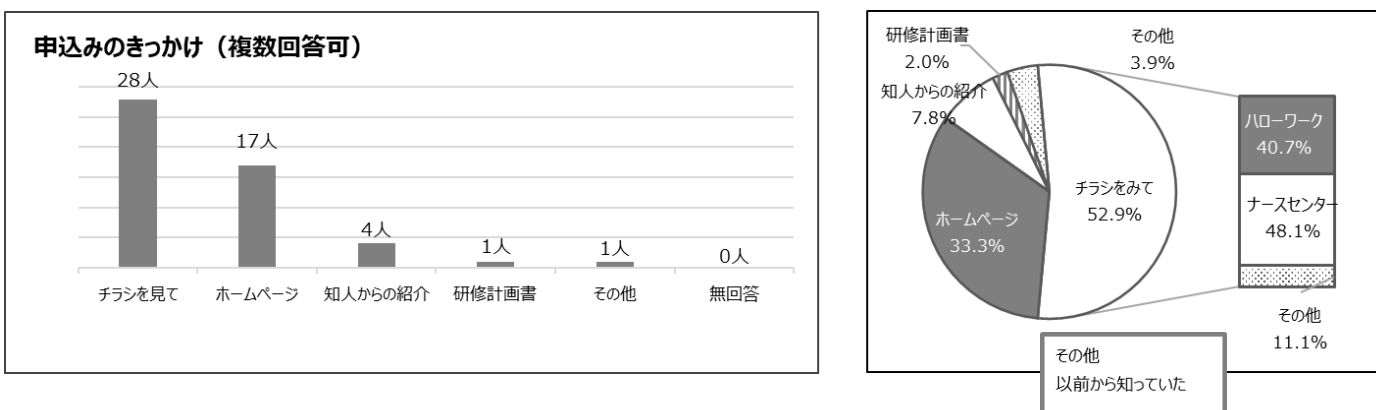 申込みのきっかけ（複数回答可）
28人
17人
4人
1人
1人
0人
チラシを見て
ホームページ
知人からの紹介
研修計画書
その他
無回答
研修計画書
2.0%
その他
3.9%
知人からの紹介
7.8%
ホームページ
33.3%
チラシをみて
52.9%
ハローワーク
40.7%
ナースセンター
48.1%
その他
11.1%
その他
以前から知っていた